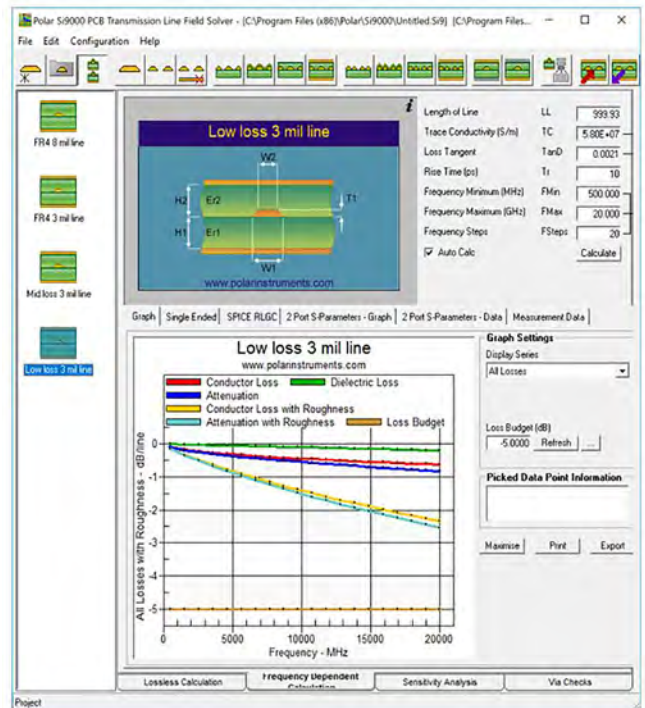 Polar Si9000 PCB Transmission Line Field Solver - [C:\Program Files (x86)\Polar\Si9000\Untitled.Si9] [C:\Program Files...
File Edit Configuration Help
FR4 8 mil line
FR4 3 mil line
Mid loss 3 mil line
Low loss 3 mil line
i
Low loss 3 mil line
W2
H2 Er2 T1
H1 Er1
W1
www.polarinstruments.com
Length of Line LL 999.93
Trace Conductivity (S/m) TC 5.80E+07
Loss Tangent TanD 0.0021
Rise Time (ps) Tr 10
Frequency Minimum (MHz) FMin 500.000
Frequency Maximum (GHz) FMax 20.000
Frequency Steps FSteps 20
Auto Calc Calculate
Graph Single Ended SPICE RLGC 2 Port S-Parameters - Graph 2 Port S-Parameters - Data Measurement Data
Low loss 3 mil line
www.polarinstruments.com
Conductor Loss Dielectric Loss
Attenuation
Conductor Loss with Roughness
Attenuation with Roughness Loss Budget
All Losses with Roughness - dB/line
0
-1
-2
-3
-4
-5
0 5000 10000 15000 20000
Frequency - MHz
Graph Settings
Display Series
All Losses
Loss Budget (dB)
-5.0000 Refresh ...
Picked Data Point Information
Maximise Print Export
Lossless Calculation Frequency Dependent Calculation Sensitivity Analysis Via Checks
Project